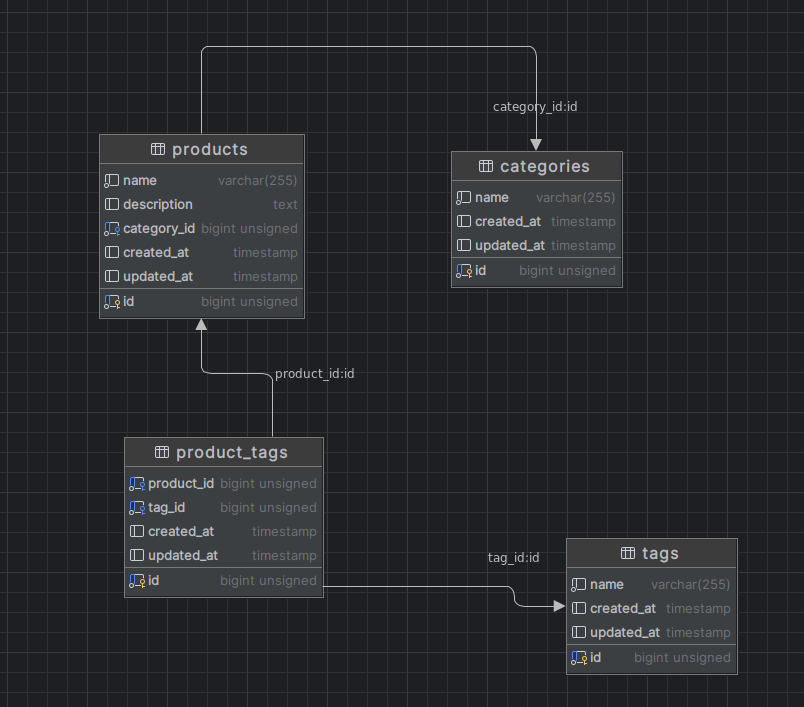 category_id:id
products
name varchar(255)
description text
category_id bigint unsigned
created_at timestamp
updated_at timestamp
id bigint unsigned
categories
name varchar(255)
created_at timestamp
updated_at timestamp
id bigint unsigned
product_id:id
product_tags
product_id bigint unsigned
tag_id bigint unsigned
created_at timestamp
updated_at timestamp
id bigint unsigned
tag_id:id
tags
name varchar(255)
created_at timestamp
updated_at timestamp
id bigint unsigned